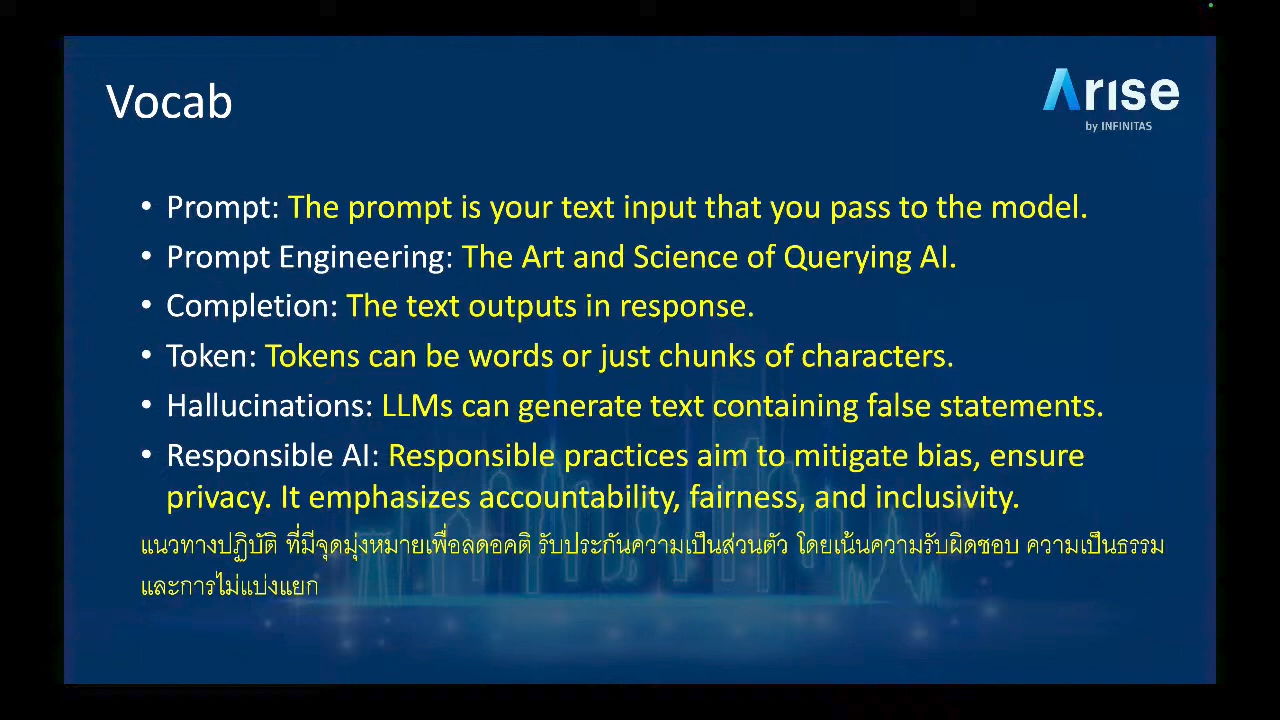 Vocab
Arise
by INFINITAS
• Prompt: The prompt is your text input that you pass to the model.
• Prompt Engineering: The Art and Science of Querying AI.
• Completion: The text outputs in response.
• Token: Tokens can be words or just chunks of characters.
• Hallucinations: LLMs can generate text containing false statements.
• Responsible AI: Responsible practices aim to mitigate bias, ensure
privacy. It emphasizes accountability, fairness, and inclusivity.
แนวทางปฏิบัติ ที่มีจุดมุ่งหมายเพื่อลดอคติ รับประกันความเป็นส่วนตัว โดยเน้นความรับผิดชอบ ความเป็นธรรม
และการไม่แบ่งแยก